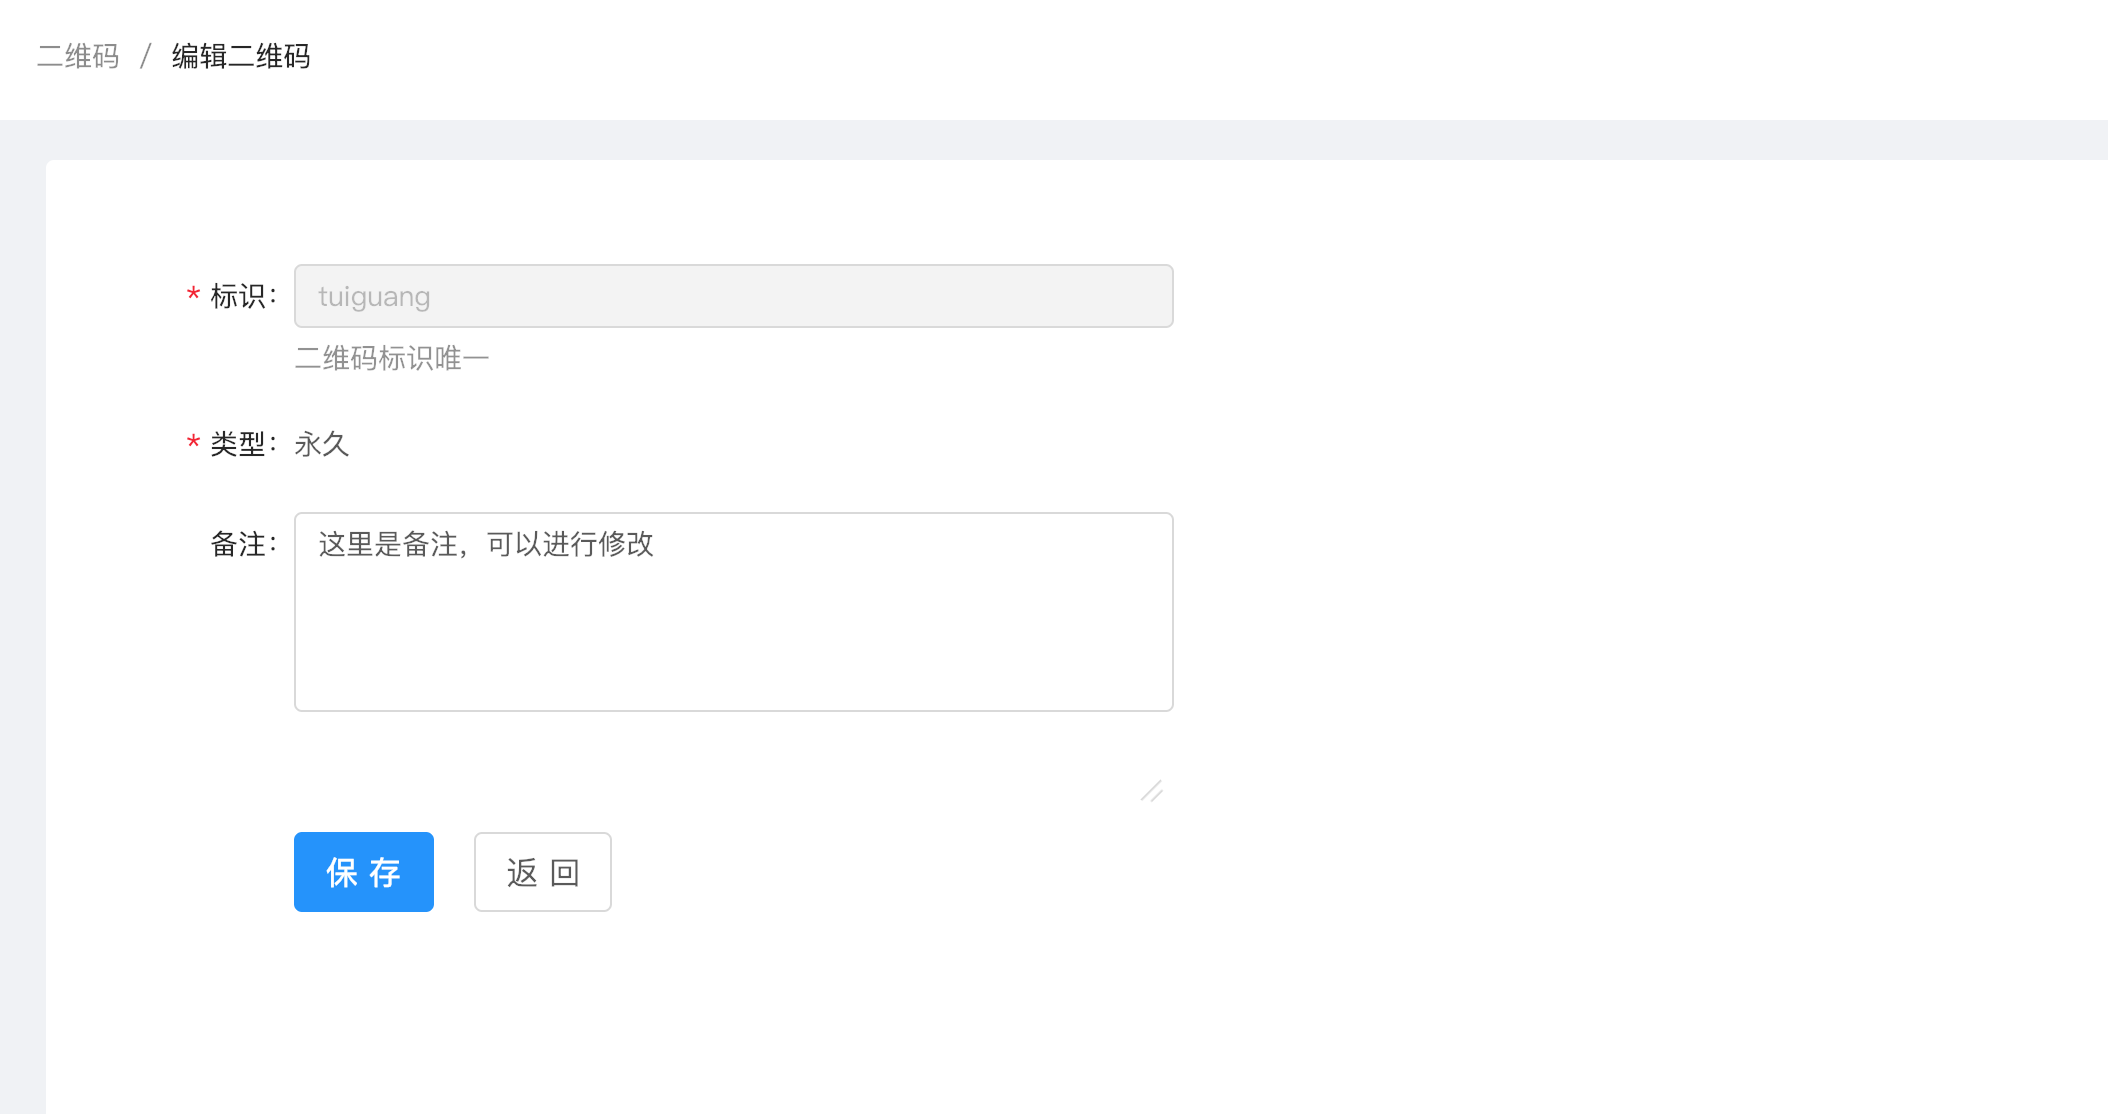 二维码 / 编辑二维码
* 标识： tuiguang
二维码标识唯一
* 类型： 永久
备注： 这里是备注，可以进行修改
保 存 返 回